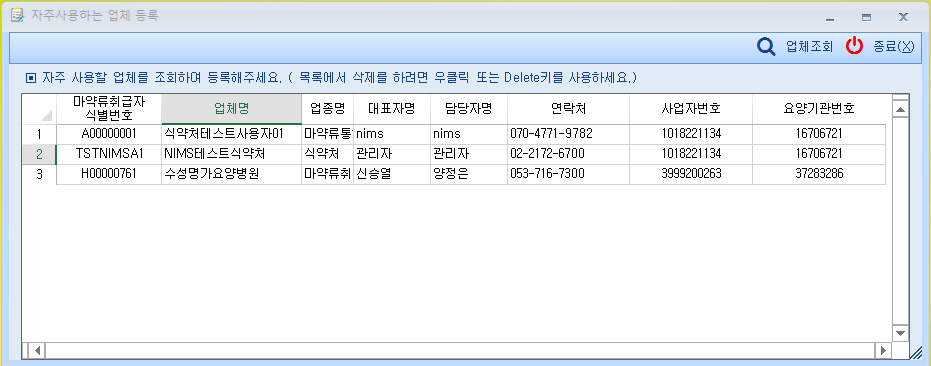 자주사용하는 업체 등록
업체조회 종료(X)
자주 사용할 업체를 조회하며 등록해주세요. ( 목록에서 삭제를 하려면 우클릭 또는 Delete키를 사용하세요.)
마약류취급자 식별번호 업체명 업종명 대표자명 담당자명 연락처 사업자번호 요양기관번호
1 A00000001 식약처테스트사용자01 마약류통 nims nims 070-4771-9782 1018221134 16706721
2 TSTNIMSA1 NIMS테스트식약처 식약처 관리자 관리자 02-2172-6700 1018221134 16706721
3 H00000761 수성명가요양병원 마약류취 신승열 양정은 053-716-7300 3999200263 37283286